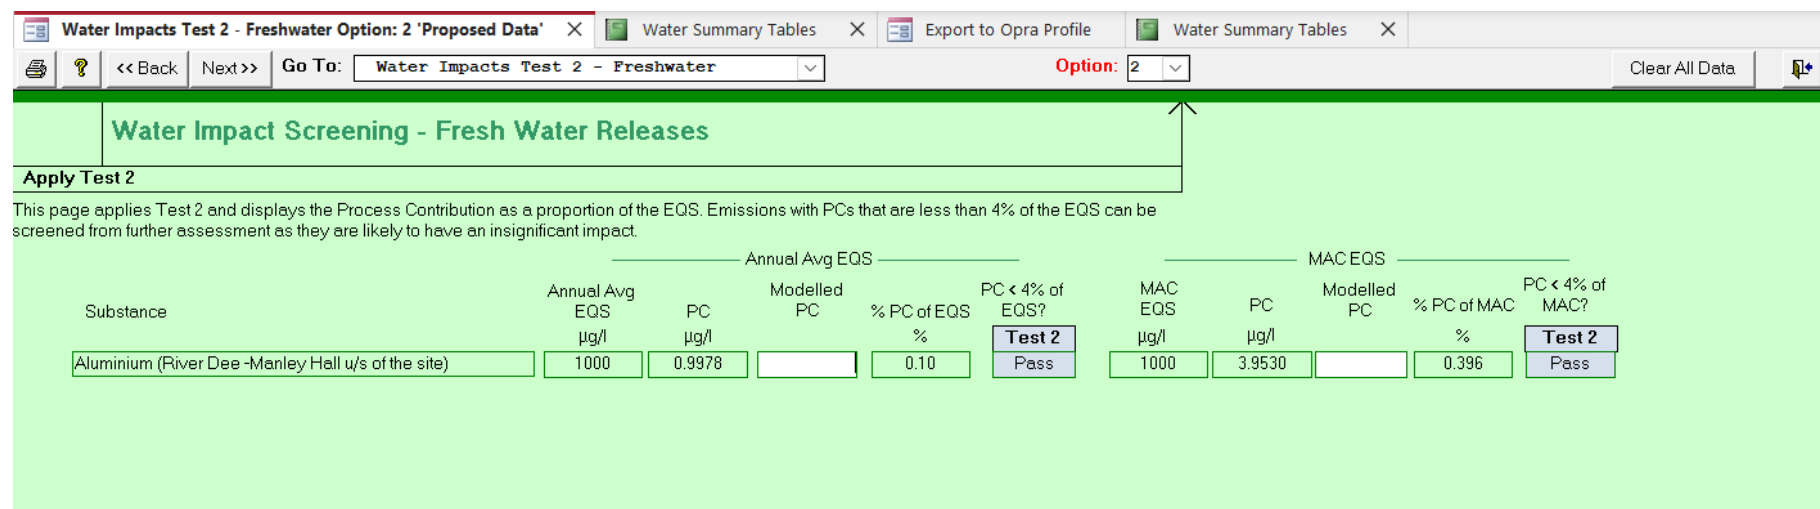 Water Impacts Test 2 - Freshwater Option: 2 'Proposed Data' Water Summary Tables Export to Opra Profile Water Summary Tables
? << Back Next >> Go To: Water Impacts Test 2 - Freshwater Option: 2 Clear All Data
Water Impact Screening - Fresh Water Releases
Apply Test 2
This page applies Test 2 and displays the Process Contribution as a proportion of the EQS. Emissions with PCs that are less than 4% of the EQS can be
screened from further assessment as they are likely to have an insignificant impact.
Annual Avg EQS MAC EQS
Annual Avg Modelled PC < 4% of MAC Modelled PC < 4% of
Substance EQS PC PC % PC of EQS EQS? EQS PC PC % PC of MAC MAC?
µg/l µg/l % Test 2 µg/l µg/l % Test 2
Aluminium (River Dee -Manley Hall u/s of the site) 1000 0.9978 0.10 Pass 1000 3.9530 0.396 Pass